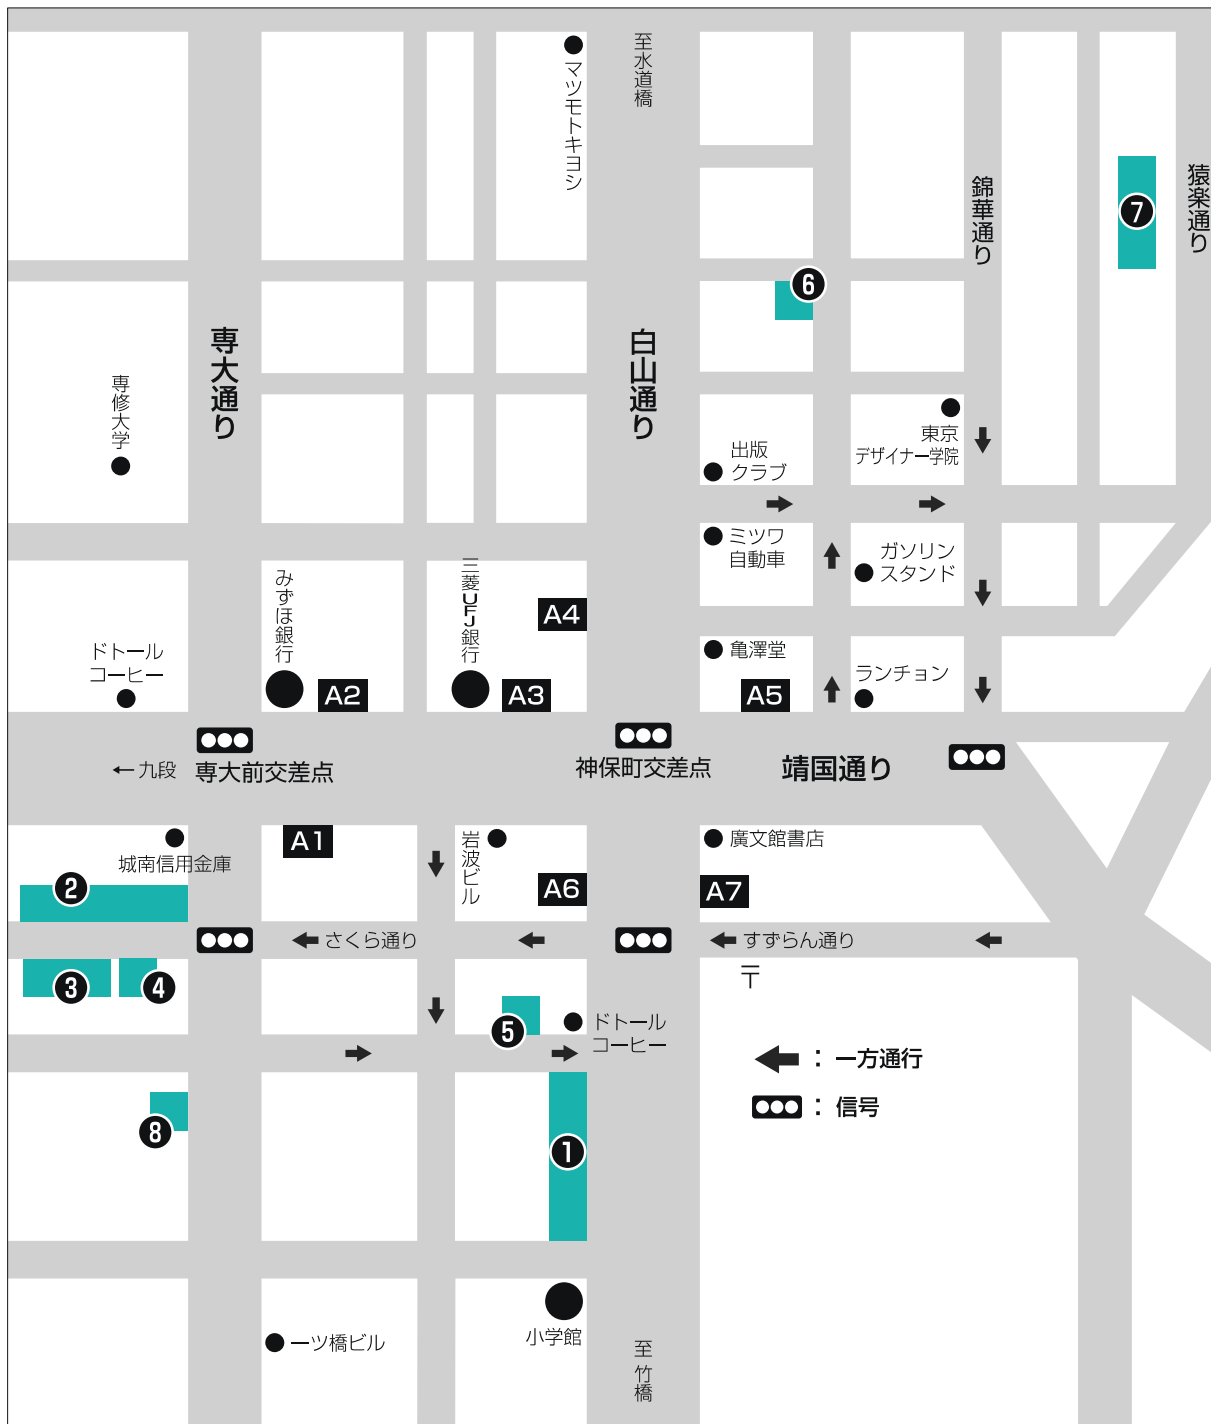 至水道橋
マツモトキヨシ
錦華通り
猿楽通り
7
6
専大通り
白山通り
専修大学
東京
デザイナー学院
出版
クラブ
ミツワ
自動車
ガソリン
スタンド
みずほ銀行
三菱UFJ銀行
A4
ドトール
コーヒー
亀澤堂
ランチョン
A2
A3
A5
←九段
専大前交差点
神保町交差点
靖国通り
城南信用金庫
A1
岩波ビル
廣文館書店
2
A6
A7
さくら通り
すずらん通り
〒
3
4
5
ドトール
コーヒー
：一方通行
：信号
8
1
小学館
一ツ橋ビル
至竹橋